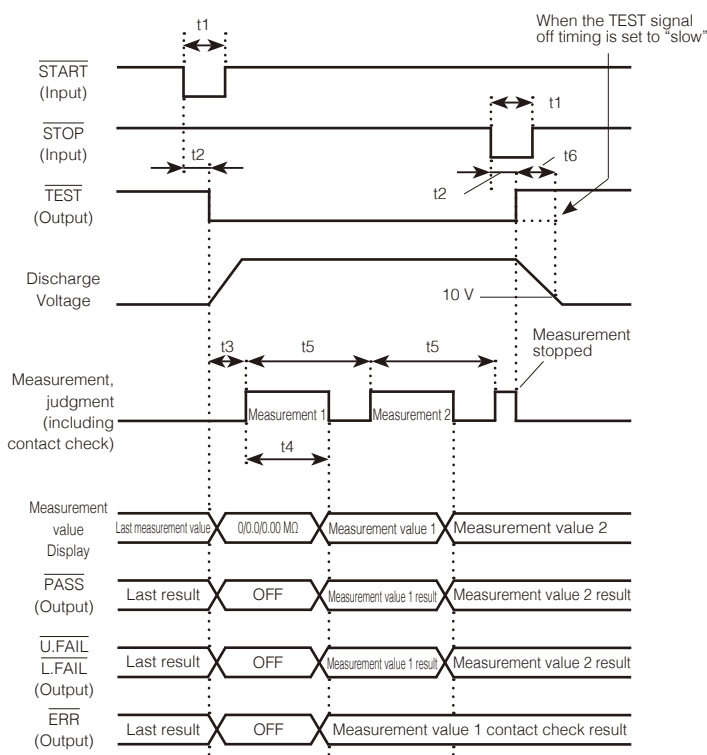 When the TEST signal
off timing is set to “slow”
t1
START
(Input)
t1
STOP
(Input)
t2
t6
TEST
(Output)
t2
Discharge
Voltage
10 V
Measurement
stopped
t3
t5
t5
Measurement,
judgment
(including
contact check)
Measurement 1
Measurement 2
t4
Measurement
value
Display
Last measurement value
0/0.0/0.00 MΩ
Measurement value 1
Measurement value 2
PASS
(Output)
Last result
OFF
Measurement value 1 result
Measurement value 2 result
U.FAIL
L.FAIL
(Output)
Last result
OFF
Measurement value 1 result
Measurement value 2 result
ERR
(Output)
Last result
OFF
Measurement value 1 contact check result